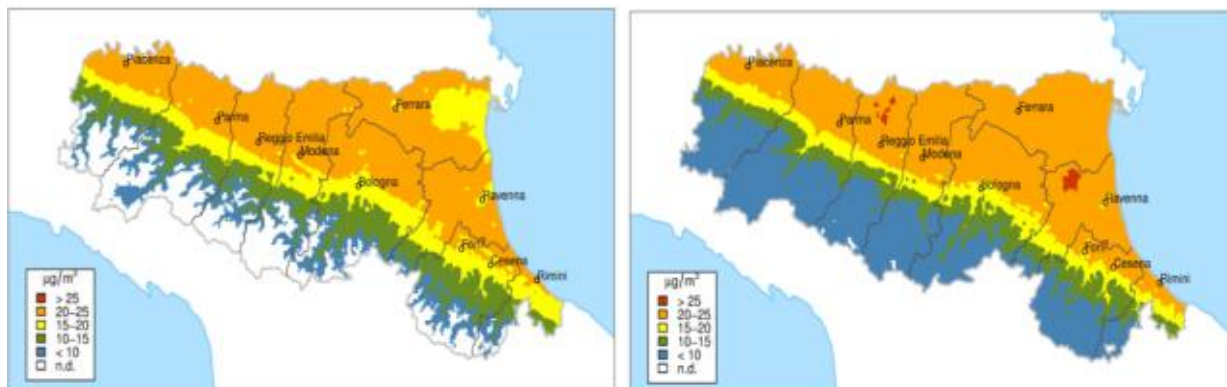 Piacenza
Parma
Reggio Emilia
Modena
Ferrara
Bologna
Ravenna
Forlì
Cesena
Rimini
µg/m³
> 25
20–25
15–20
10–15
< 10
n.d.
Piacenza
Parma
Reggio Emilia
Modena
Ferrara
Bologna
Ravenna
Forlì
Cesena
Rimini
µg/m³
> 25
20–25
15–20
10–15
< 10
n.d.